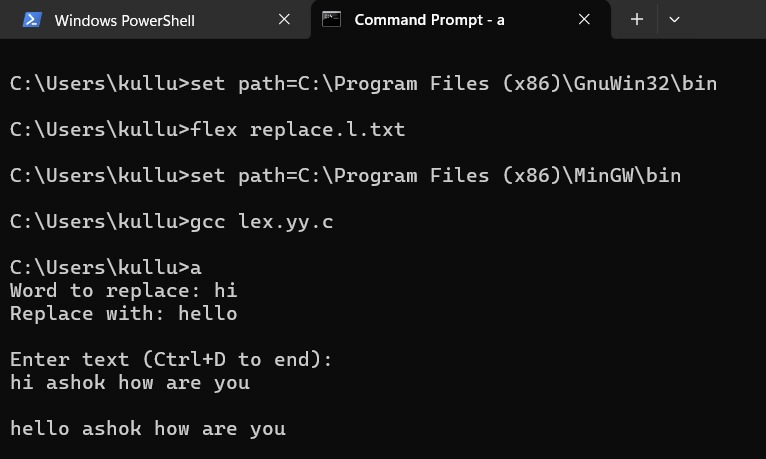 Windows PowerShell
Command Prompt - a
C:\Users\kullu>set path=C:\Program Files (x86)\GnuWin32\bin
C:\Users\kullu>flex replace.l.txt
C:\Users\kullu>set path=C:\Program Files (x86)\MinGW\bin
C:\Users\kullu>gcc lex.yy.c
C:\Users\kullu>a
Word to replace: hi
Replace with: hello
Enter text (Ctrl+D to end):
hi ashok how are you
hello ashok how are you